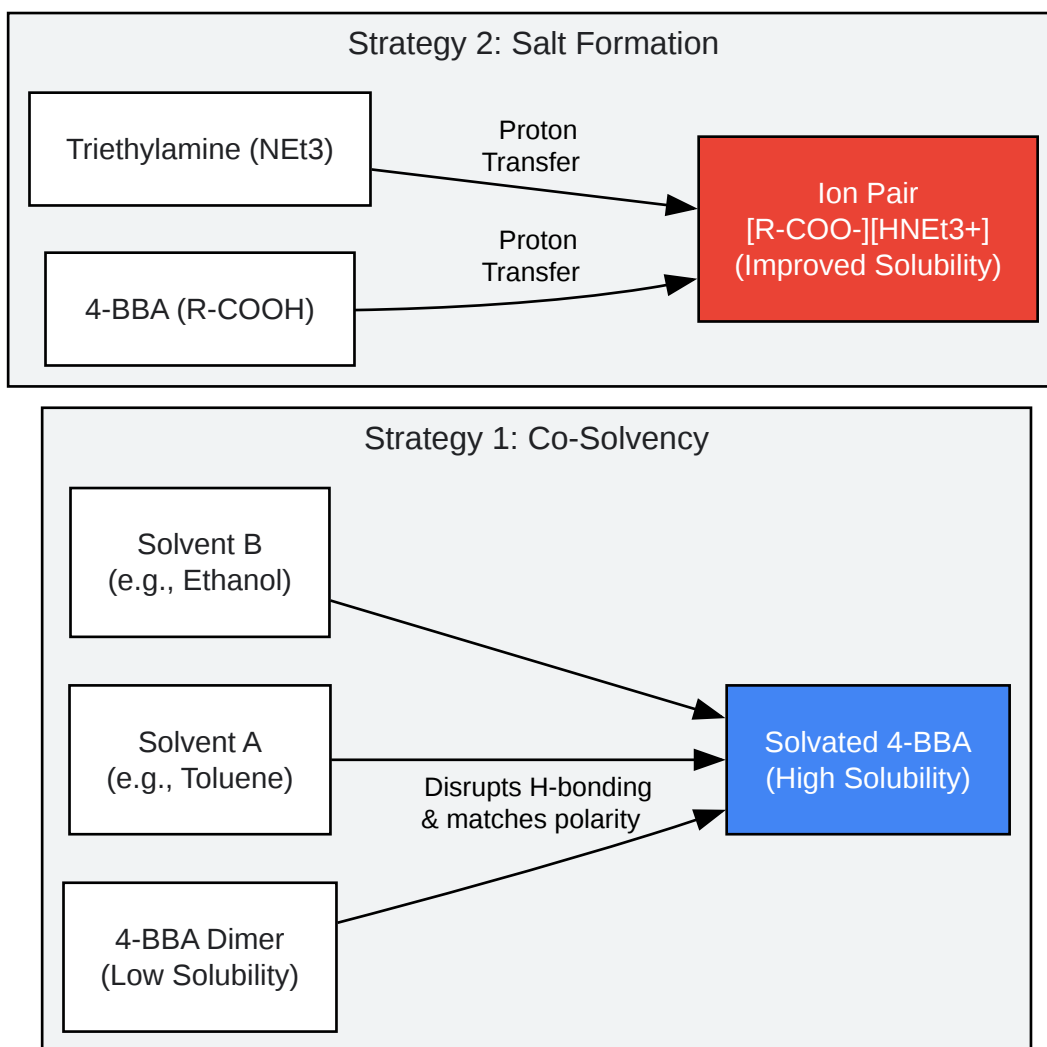 Strategy 2: Salt Formation
Triethylamine (NEt3)
Proton
Transfer
4-BBA (R-COOH)
Proton
Transfer
Ion Pair
[R-COO-][HNEt3+]
(Improved Solubility)
Strategy 1: Co-Solvency
Solvent B
(e.g., Ethanol)
Solvent A
(e.g., Toluene)
Disrupts H-bonding
& matches polarity
4-BBA Dimer
(Low Solubility)
Solvated 4-BBA
(High Solubility)